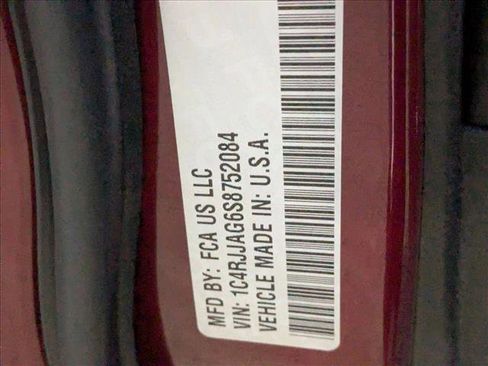 MFD BY: FCA US LLC
VIN: 1C4RJJAG6S8752084
VEHICLE MADE IN: U.S.A.